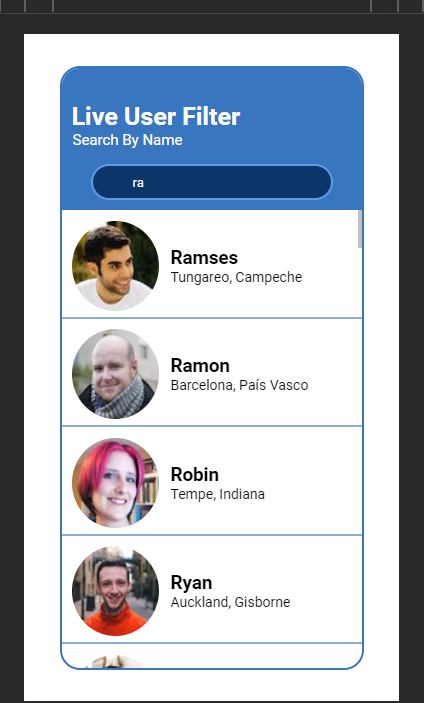 Live User Filter
Search By Name
ra
Ramses
Tungareo, Campeche
Ramon
Barcelona, País Vasco
Robin
Tempe, Indiana
Ryan
Auckland, Gisborne